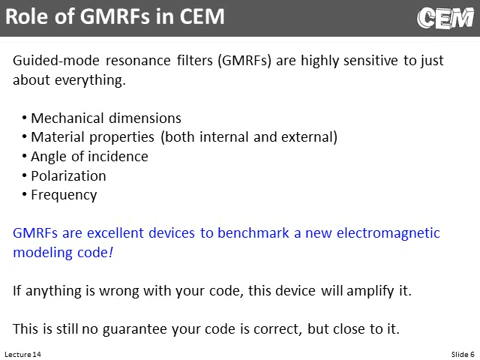 Role of GMRFs in CEM
CEM
Guided-mode resonance filters (GMRFs) are highly sensitive to just
about everything.
• Mechanical dimensions
• Material properties (both internal and external)
• Angle of incidence
• Polarization
• Frequency
GMRFs are excellent devices to benchmark a new electromagnetic
modeling code!
If anything is wrong with your code, this device will amplify it.
This is still no guarantee your code is correct, but close to it.
Lecture 14
Slide 6